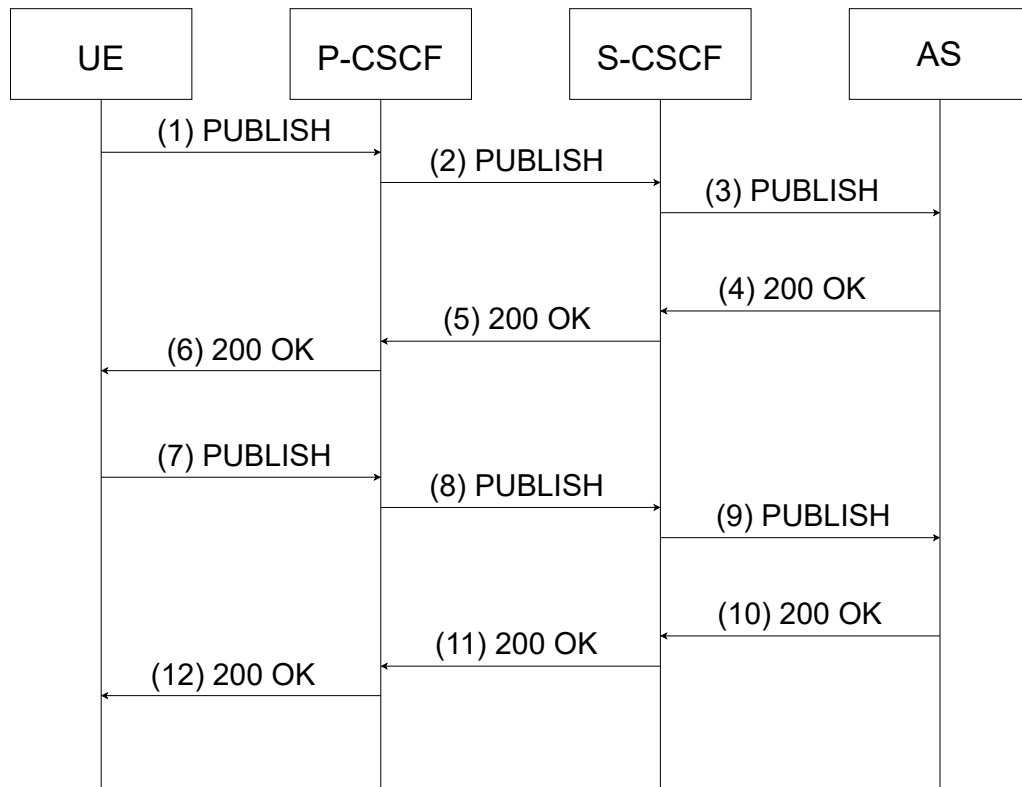 UE
P-CSCF
S-CSCF
AS
(1) PUBLISH
(2) PUBLISH
(3) PUBLISH
(4) 200 OK
(5) 200 OK
(6) 200 OK
(7) PUBLISH
(8) PUBLISH
(9) PUBLISH
(10) 200 OK
(11) 200 OK
(12) 200 OK